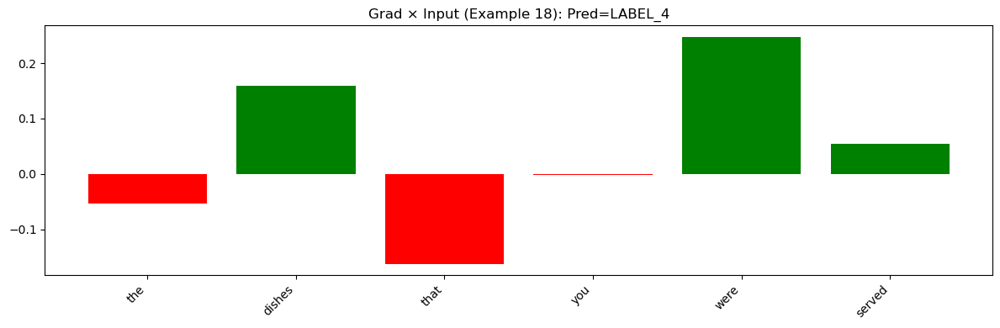 Grad × Input (Example 18): Pred=LABEL_4
0.2
0.1
0.0
−0.1
the
dishes
that
you
were
served